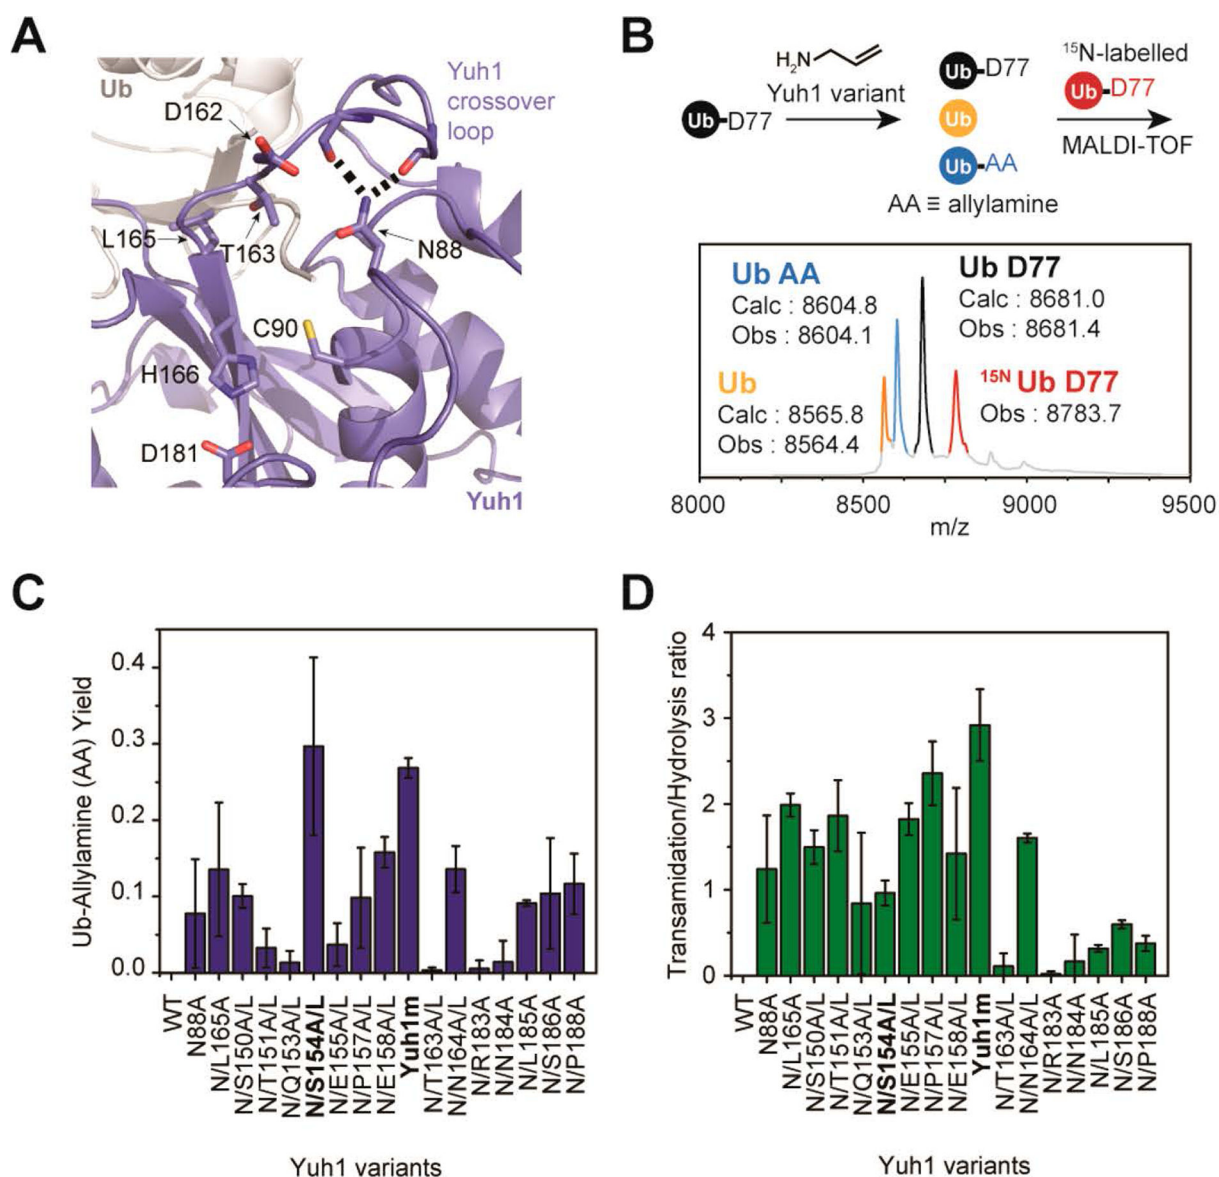 A
Ub
D162
Yuh1
crossover
loop
L165
T163
N88
C90
H166
D181
Yuh1
B
H₂N
Yuh1 variant
Ub-D77
Ub-D77
Ub
Ub-AA
AA ≡ allylamine
¹⁵N-labelled
Ub-D77
MALDI-TOF
Ub AA
Calc : 8604.8
Obs : 8604.1
Ub D77
Calc : 8681.0
Obs : 8681.4
Ub
Calc : 8565.8
Obs : 8564.4
¹⁵N Ub D77
Obs : 8783.7
8000 8500 9000 9500
m/z
C
Ub-Allylamine (AA) Yield
0.4
0.3
0.2
0.1
0.0
WT
N88A
N/L165A
N/S150A/L
N/T151A/L
N/Q153A/L
N/S154A/L
N/E155A/L
N/P157A/L
N/E158A/L
Yuh1m
N/T163A/L
N/N164A/L
N/R183A
N/N184A
N/L185A
N/S186A
N/P188A
Yuh1 variants
D
Transamidation/Hydrolysis ratio
4
3
2
1
0
WT
N88A
N/L165A
N/S150A/L
N/T151A/L
N/Q153A/L
N/S154A/L
N/E155A/L
N/P157A/L
N/E158A/L
Yuh1m
N/T163A/L
N/N164A/L
N/R183A
N/N184A
N/L185A
N/S186A
N/P188A
Yuh1 variants